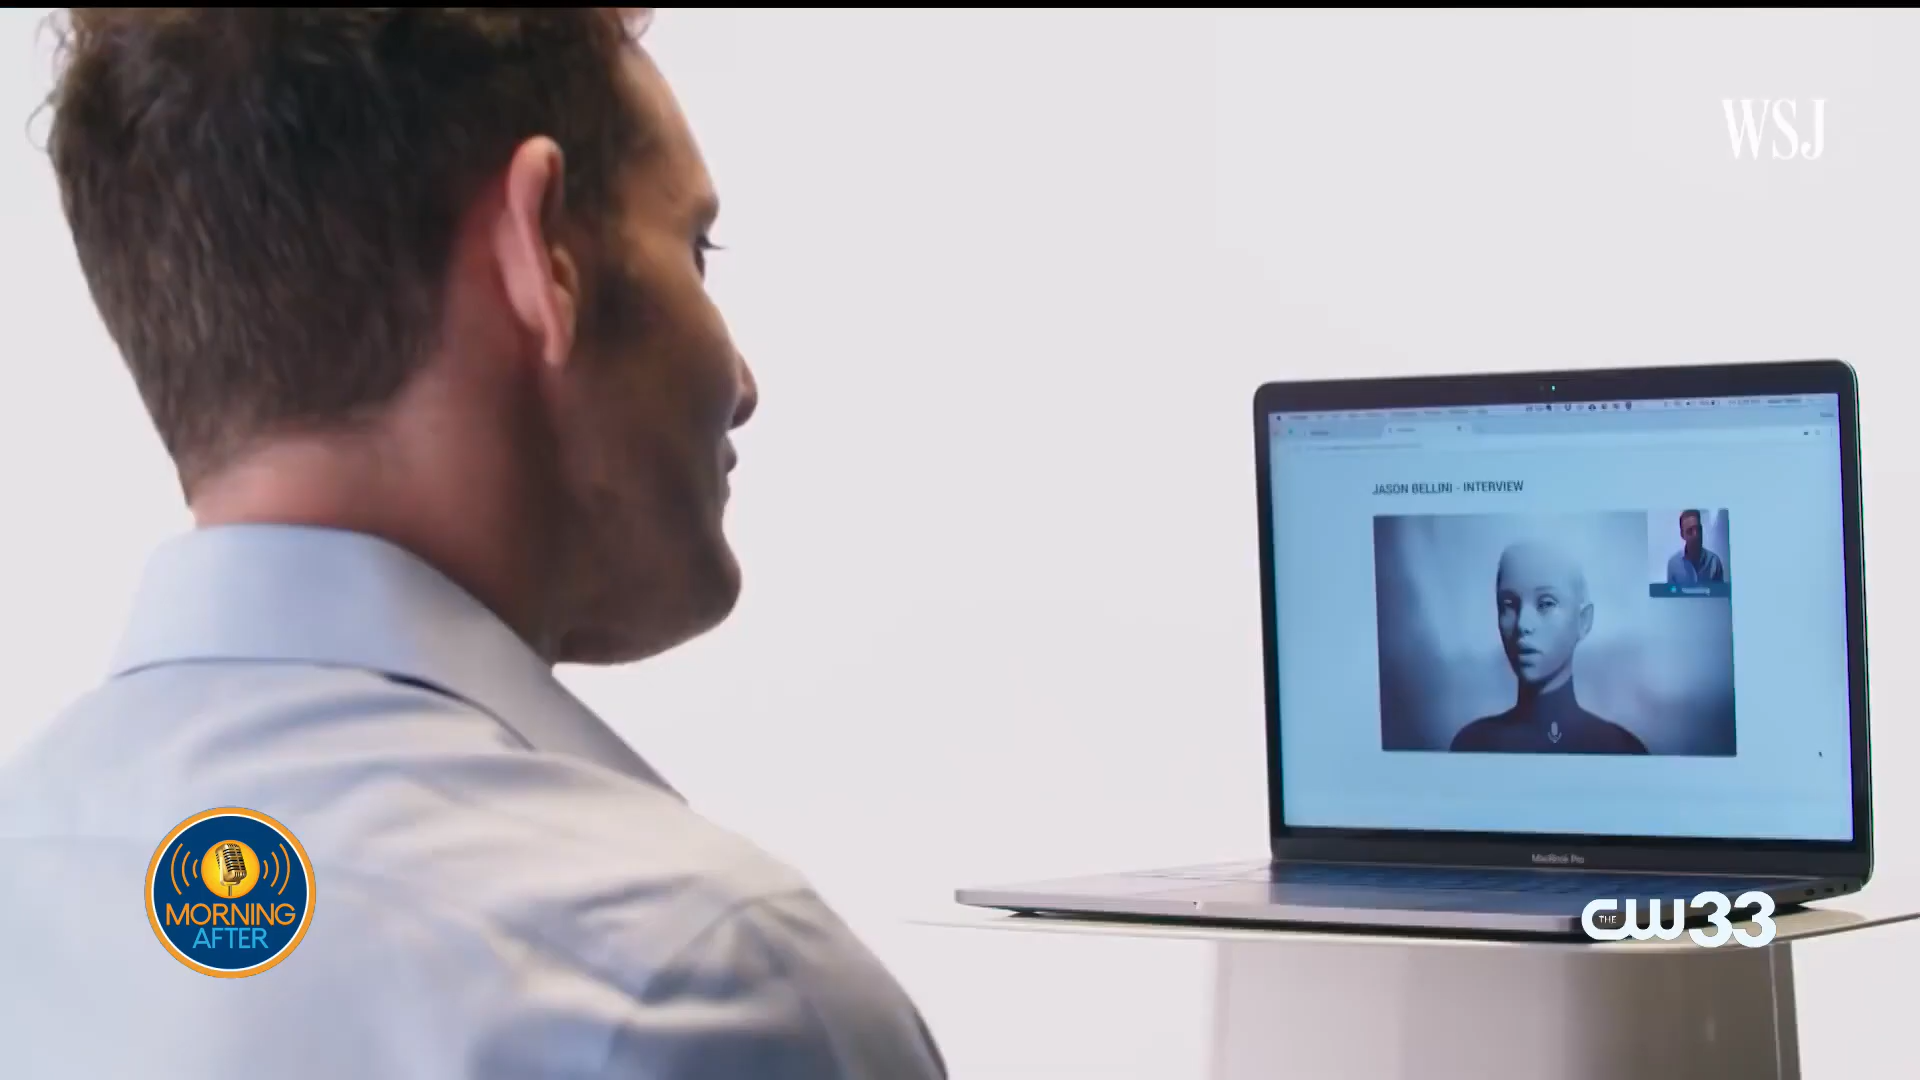 WSJ
JASON BELLINI - INTERVIEW
MacBook Pro
MORNING
AFTER
THE CW33